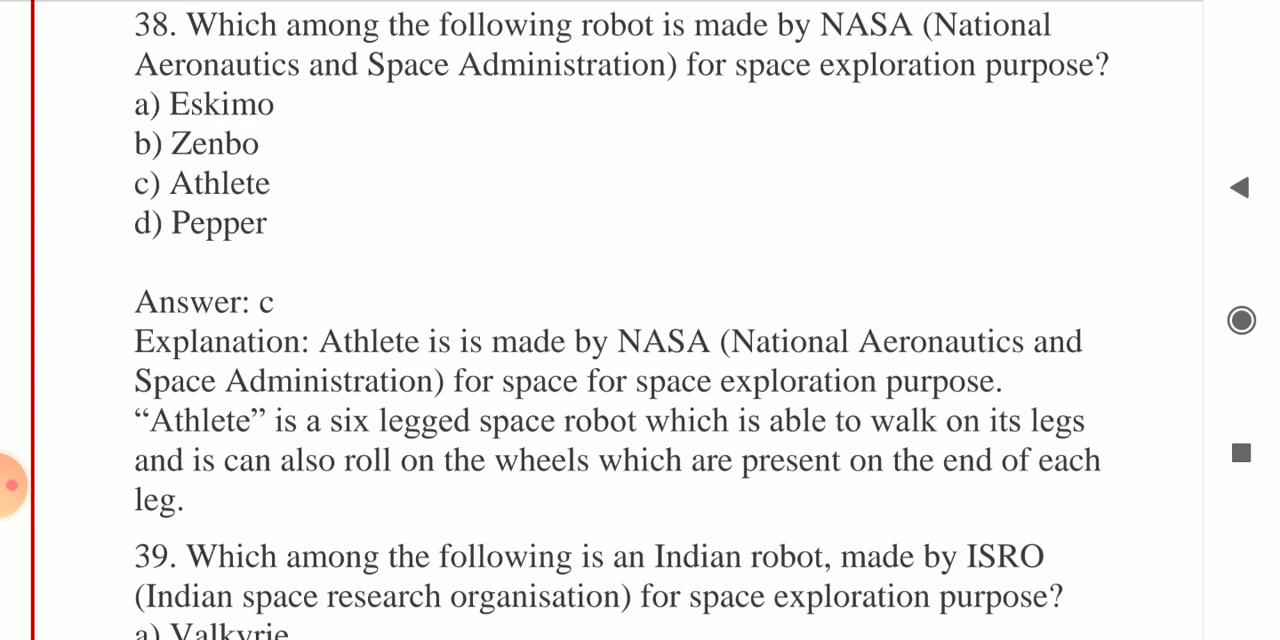 38. Which among the following robot is made by NASA (National
Aeronautics and Space Administration) for space exploration purpose?
a) Eskimo
b) Zenbo
c) Athlete
d) Pepper
Answer: c
Explanation: Athlete is is made by NASA (National Aeronautics and
Space Administration) for space for space exploration purpose.
“Athlete” is a six legged space robot which is able to walk on its legs
and is can also roll on the wheels which are present on the end of each
leg.
39. Which among the following is an Indian robot, made by ISRO
(Indian space research organisation) for space exploration purpose?
a) Valkyrie